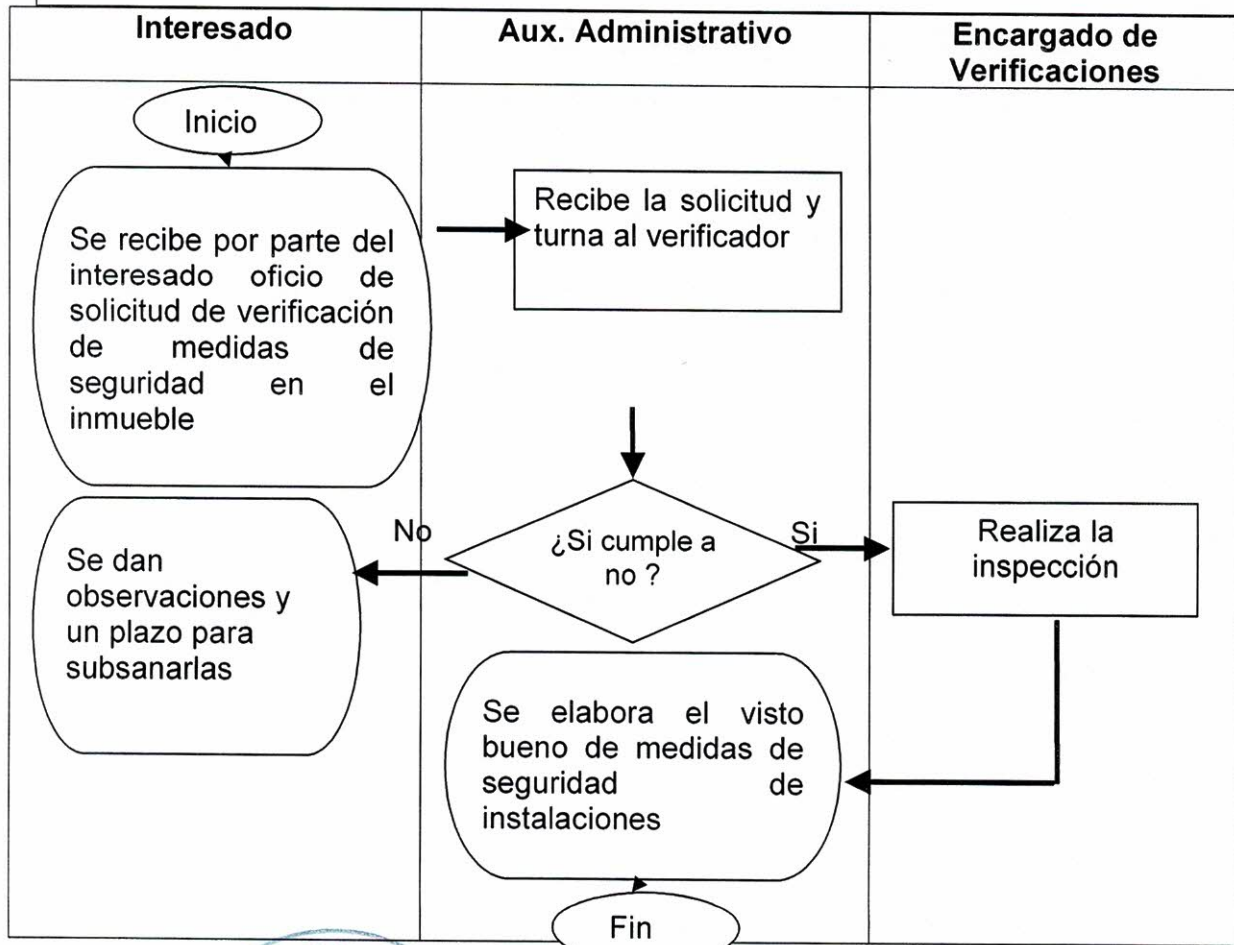 Interesado
Aux. Administrativo
Encargado de
Verificaciones
Inicio
Se recibe por parte del
interesado oficio de
solicitud de verificación
de medidas de
seguridad en el
inmueble
Recibe la solicitud y
turna al verificador
¿Si cumple a
no ?
No
Si
Realiza la
inspección
Se dan
observaciones y
un plazo para
subsanarlas
Se elabora el visto
bueno de medidas de
seguridad de
instalaciones
Fin